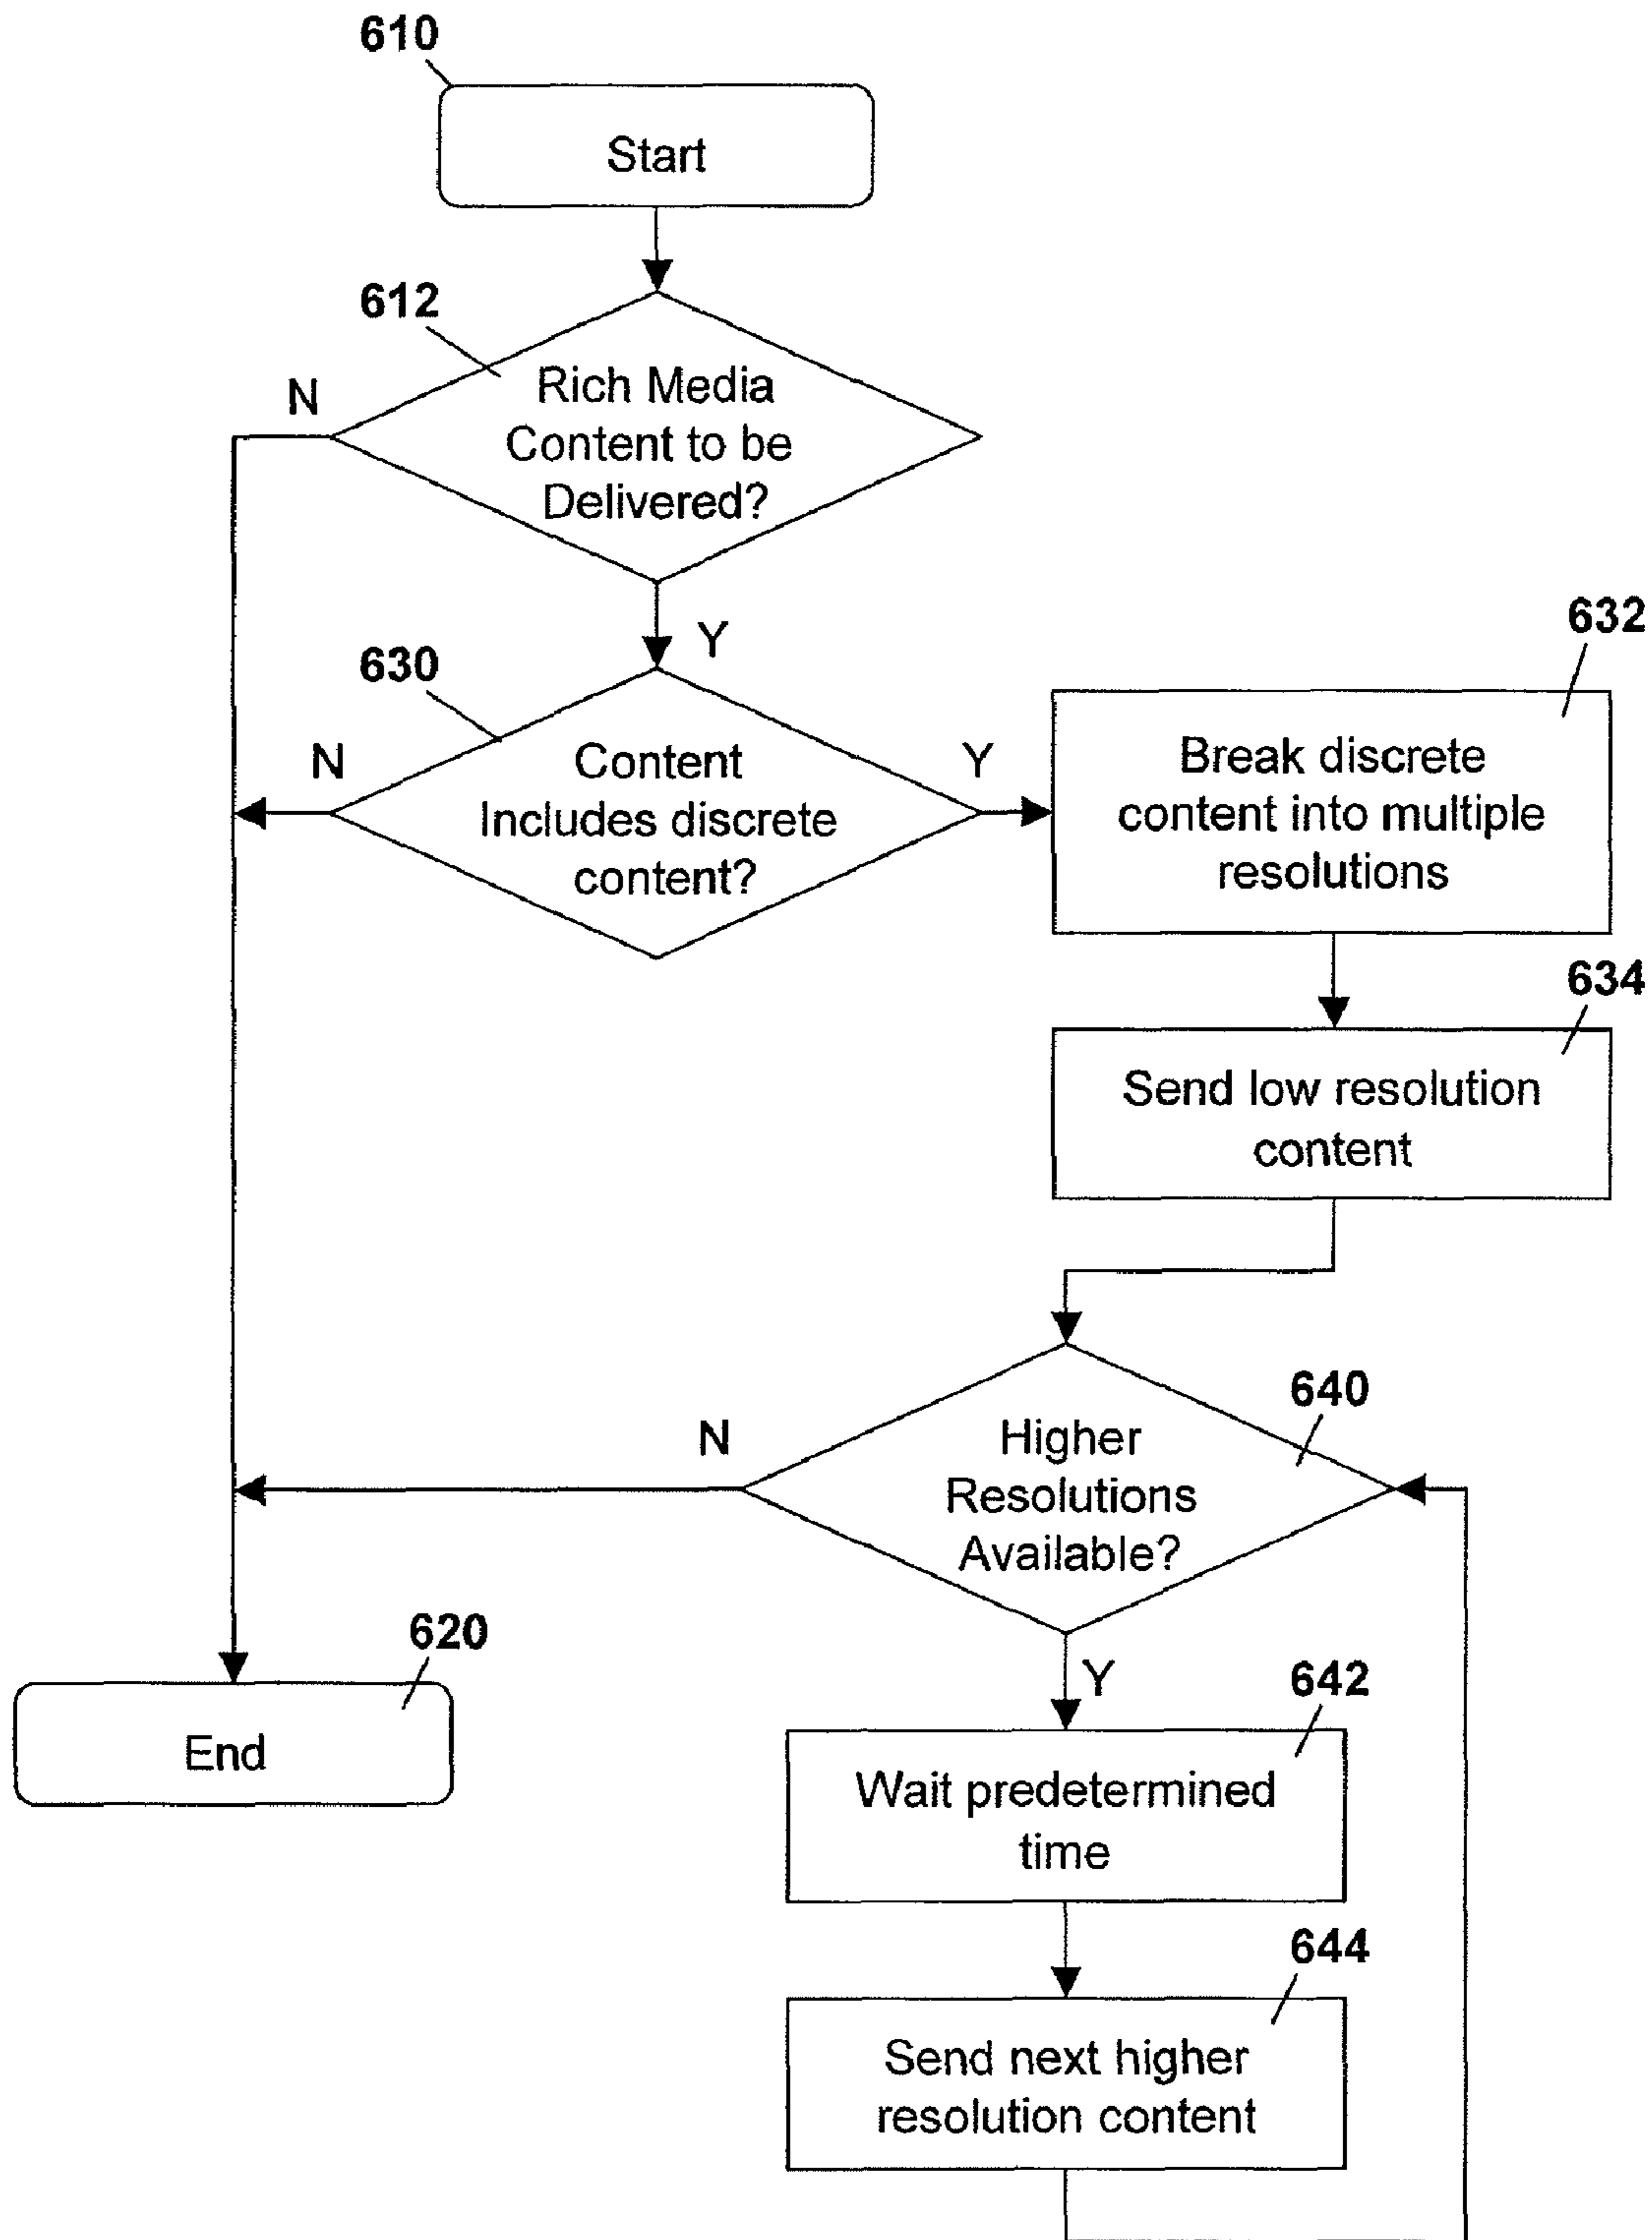 610
Start
612
N
Rich Media
Content to be
Delivered?
Y
630
N
Content
Includes discrete
content?
Y
632
Break discrete
content into multiple
resolutions
634
Send low resolution
content
640
N
Higher
Resolutions
Available?
Y
620
End
642
Wait predetermined
time
644
Send next higher
resolution content